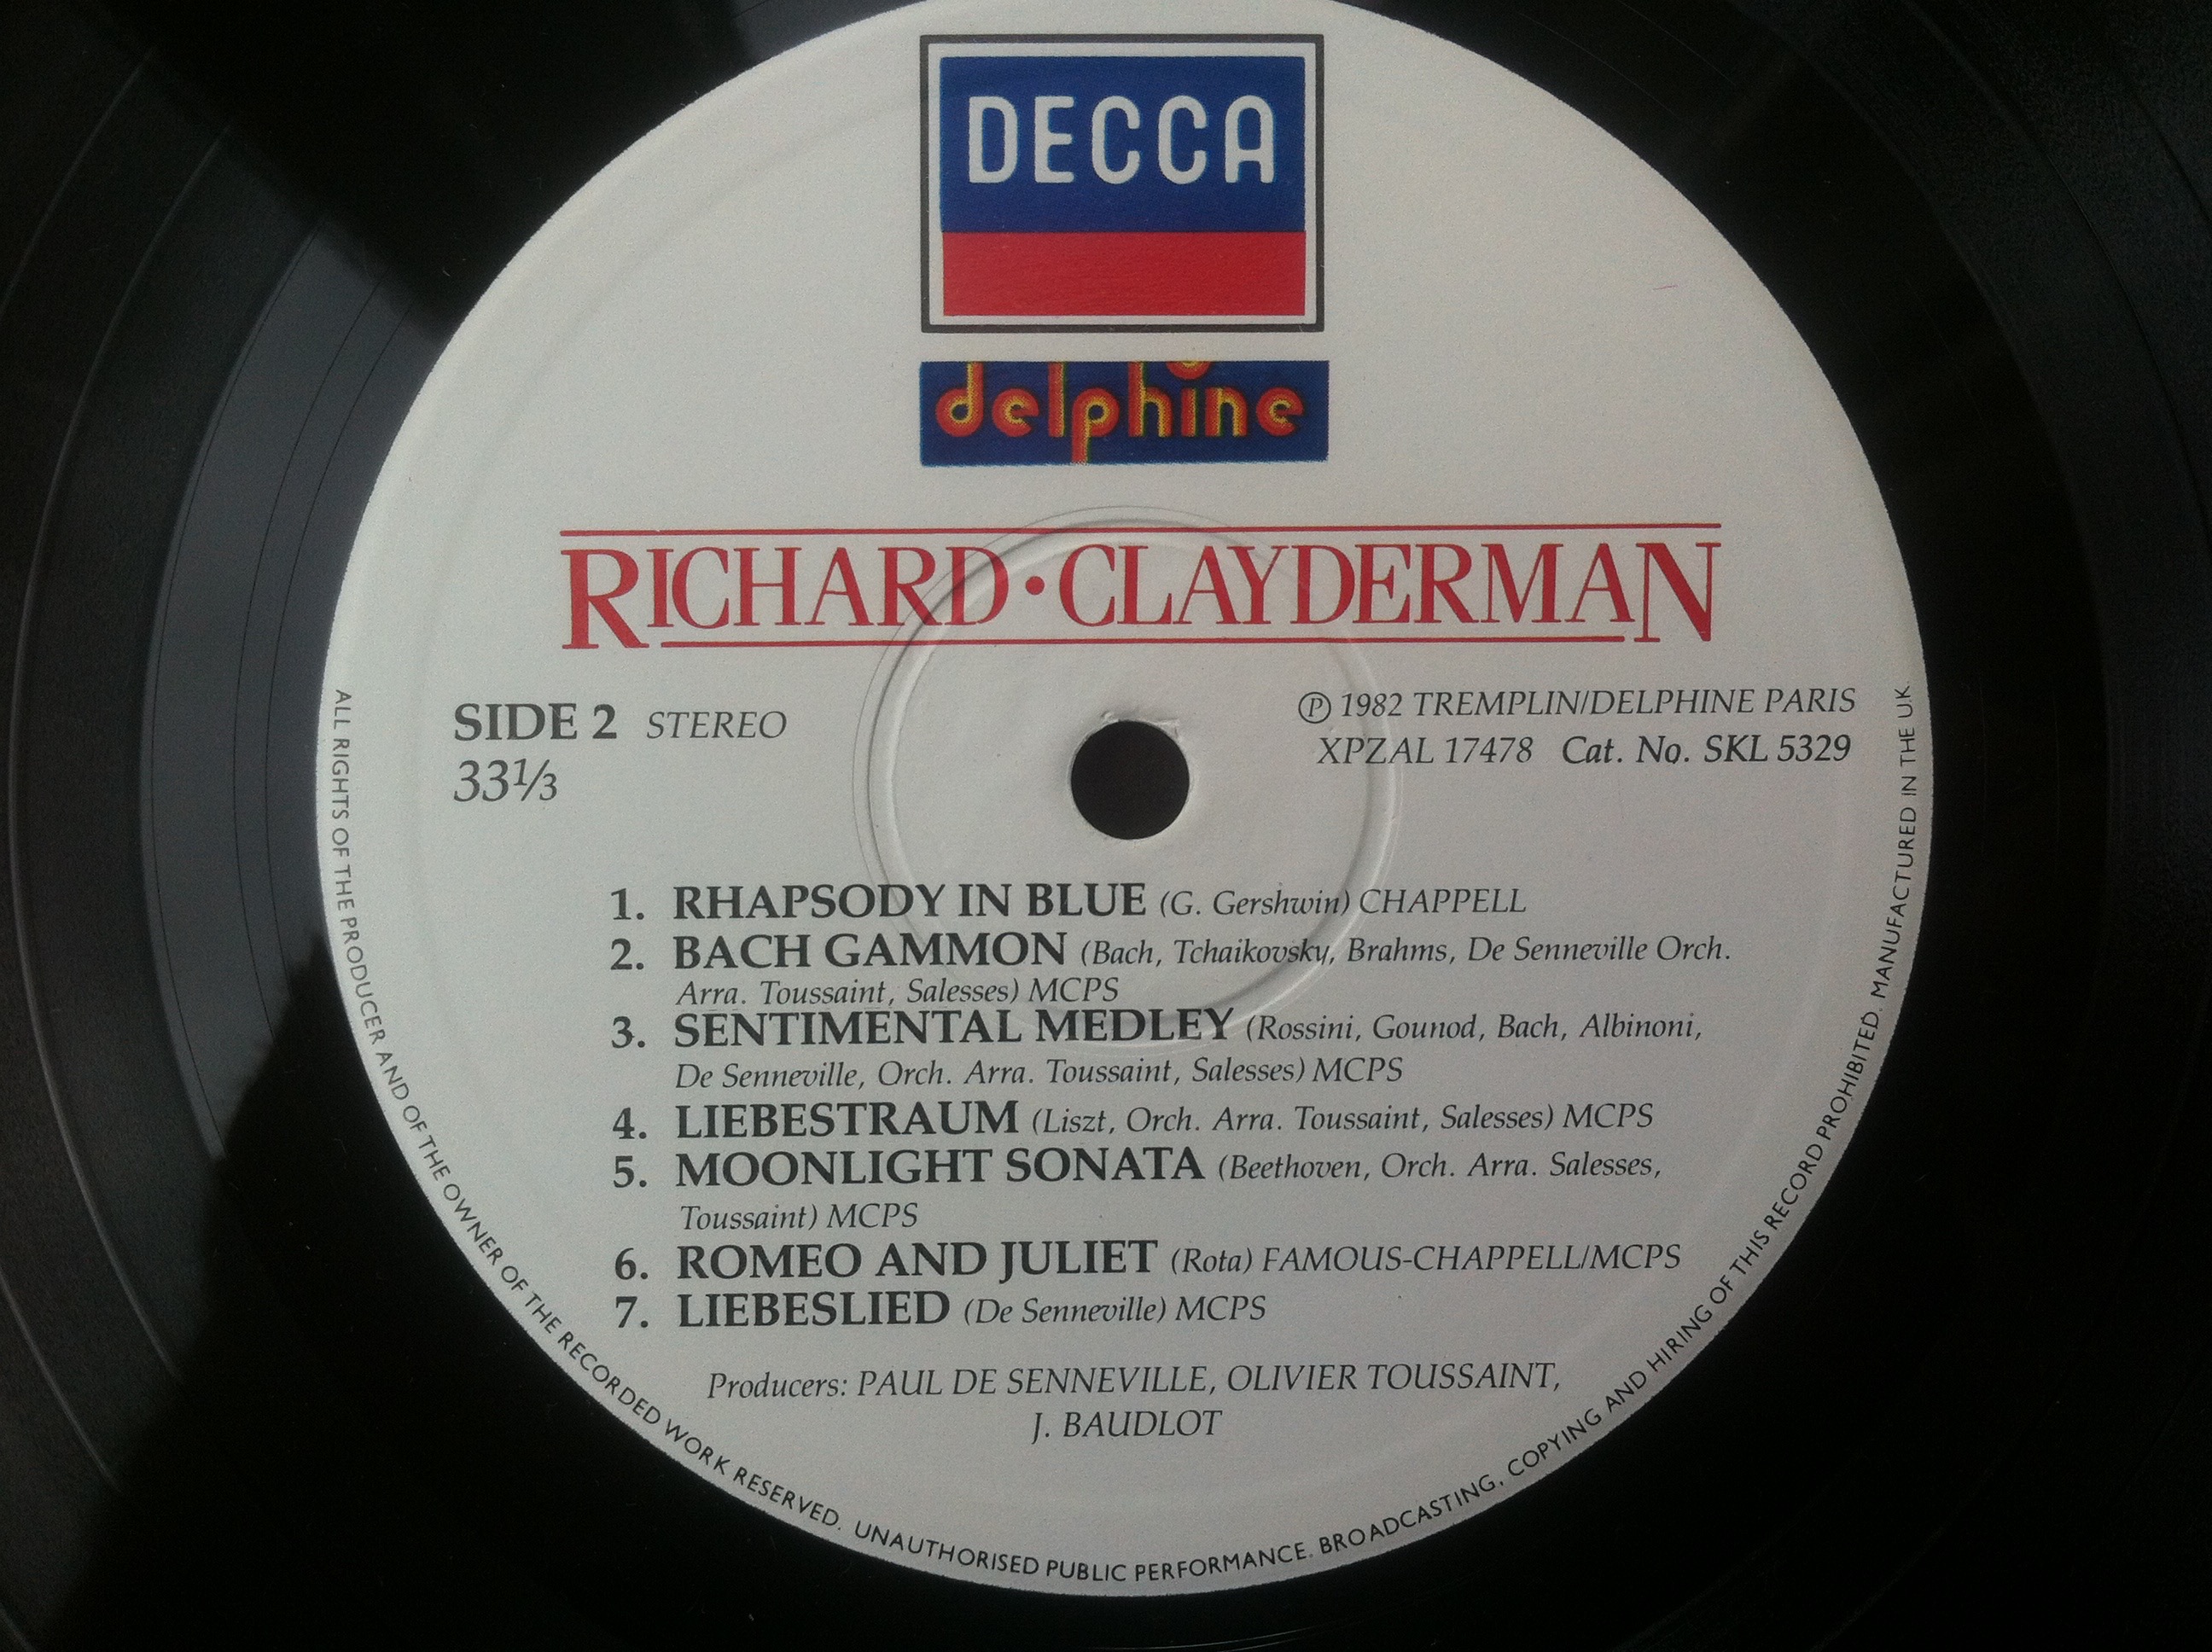 DECCA
delphine
RICHARD·CLAYDERMAN
SIDE 2 STEREO
33⅓
Ⓟ 1982 TREMPLIN/DELPHINE PARIS
XPZAL 17478 Cat. No. SKL 5329
1. RHAPSODY IN BLUE (G. Gershwin) CHAPPELL
2. BACH GAMMON (Bach, Tchaikovsky, Brahms, De Senneville Orch.
Arra. Toussaint, Salesses) MCPS
3. SENTIMENTAL MEDLEY (Rossini, Gounod, Bach, Albinoni,
De Senneville, Orch. Arra. Toussaint, Salesses) MCPS
4. LIEBESTRAUM (Liszt, Orch. Arra. Toussaint, Salesses) MCPS
5. MOONLIGHT SONATA (Beethoven, Orch. Arra. Salesses,
Toussaint) MCPS
6. ROMEO AND JULIET (Rota) FAMOUS-CHAPPELL/MCPS
7. LIEBESLIED (De Senneville) MCPS
Producers: PAUL DE SENNEVILLE, OLIVIER TOUSSAINT,
J. BAUDLOT
ALL RIGHTS OF THE PRODUCER AND OF THE OWNER OF THE RECORDED WORK RESERVED. UNAUTHORISED PUBLIC PERFORMANCE. BROADCASTING, COPYING AND HIRING OF THIS RECORD PROHIBITED. MANUFACTURED IN THE UK.